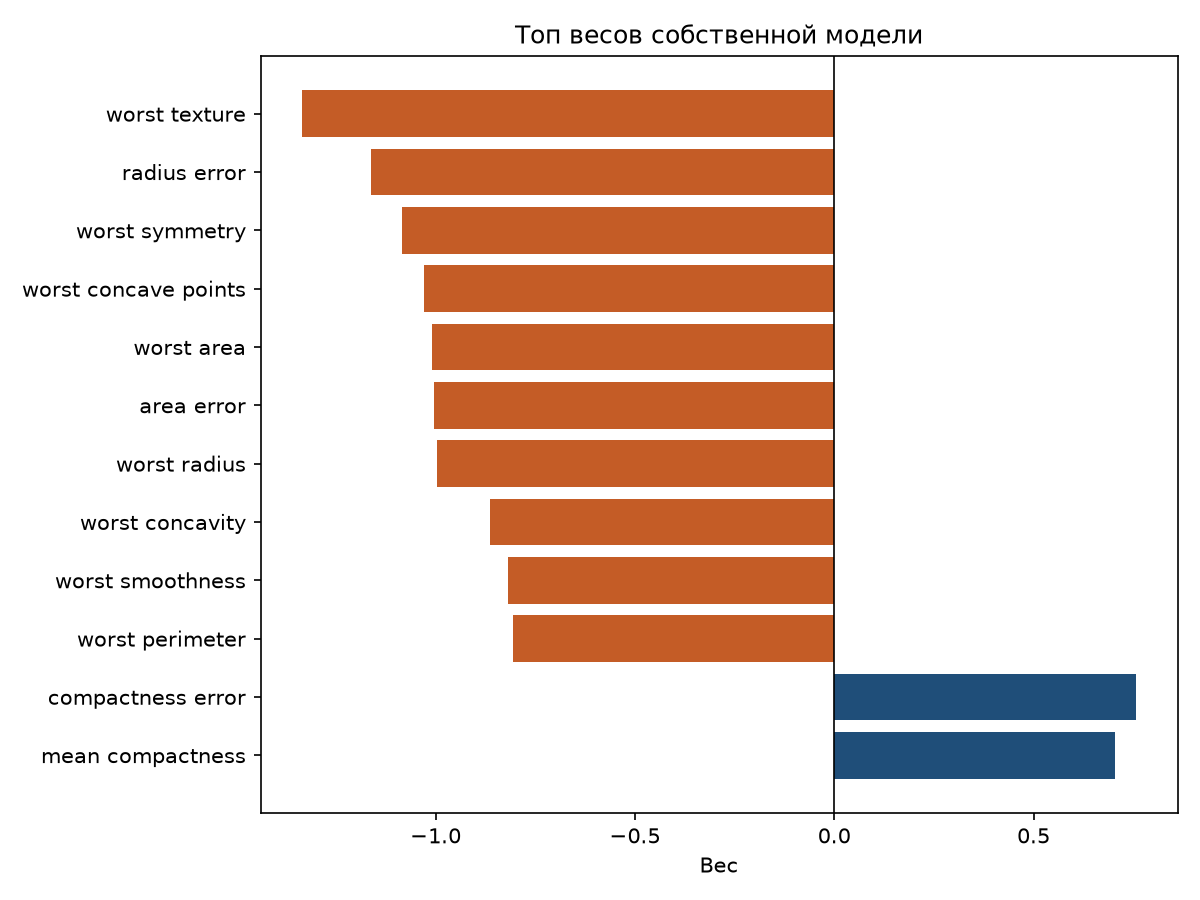 Топ весов собственной модели
worst texture
radius error
worst symmetry
worst concave points
worst area
area error
worst radius
worst concavity
worst smoothness
worst perimeter
compactness error
mean compactness
−1.0
−0.5
0.0
0.5
Вес